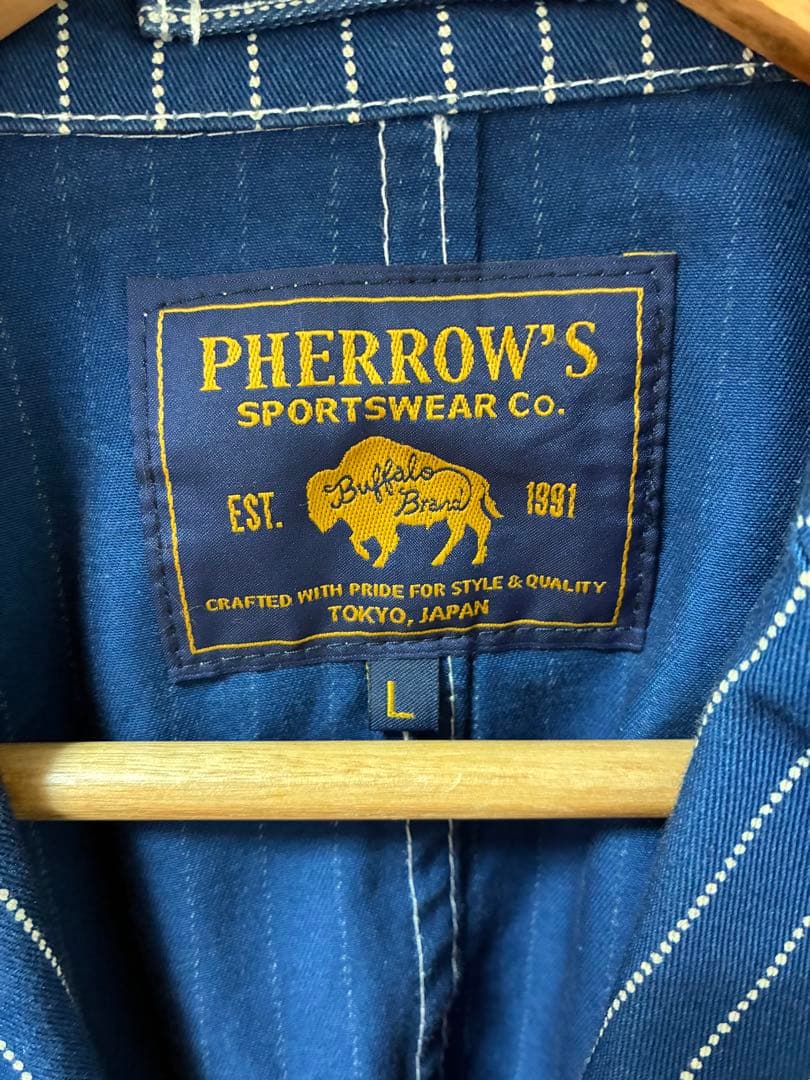 PHERROW'S
SPORTSWEAR Co.
Buffalo
Brand
EST. 1991
CRAFTED WITH PRIDE FOR STYLE & QUALITY
TOKYO, JAPAN
L